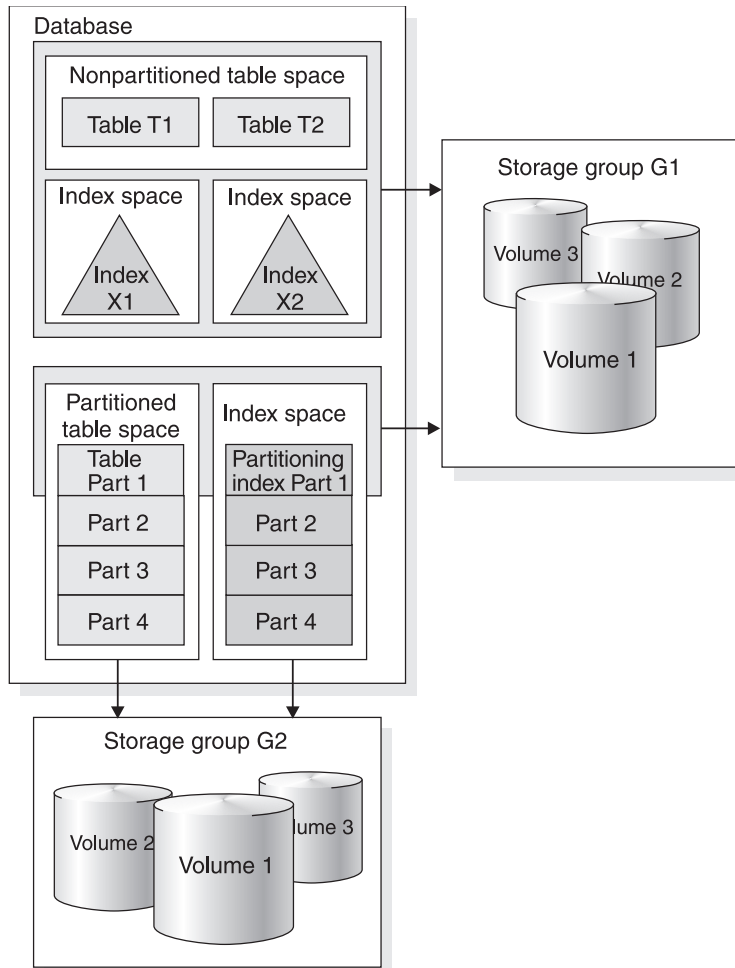 Database
Nonpartitioned table space
Table T1
Table T2
Index space
Index space
Index
X1
Index
X2
Partitioned
table space
Index space
Table
Part 1
Partitioning
index Part 1
Part 2
Part 2
Part 3
Part 3
Part 4
Part 4
Storage group G1
Volume 3
Volume 2
Volume 1
Storage group G2
Volume 2
Volume 1
lume 3